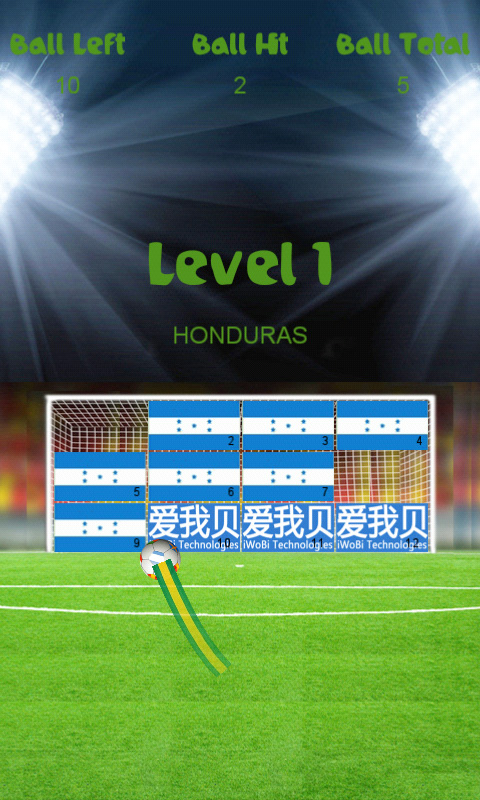 Ball Left Ball Hit Ball Total
10 2 5
Level 1
HONDURAS
2 3 4
5 6 7
9 爱我贝 爱我贝 爱我贝
iWoBi Technologies iWoBi Technologies iWoBi Technologies
10 11 12